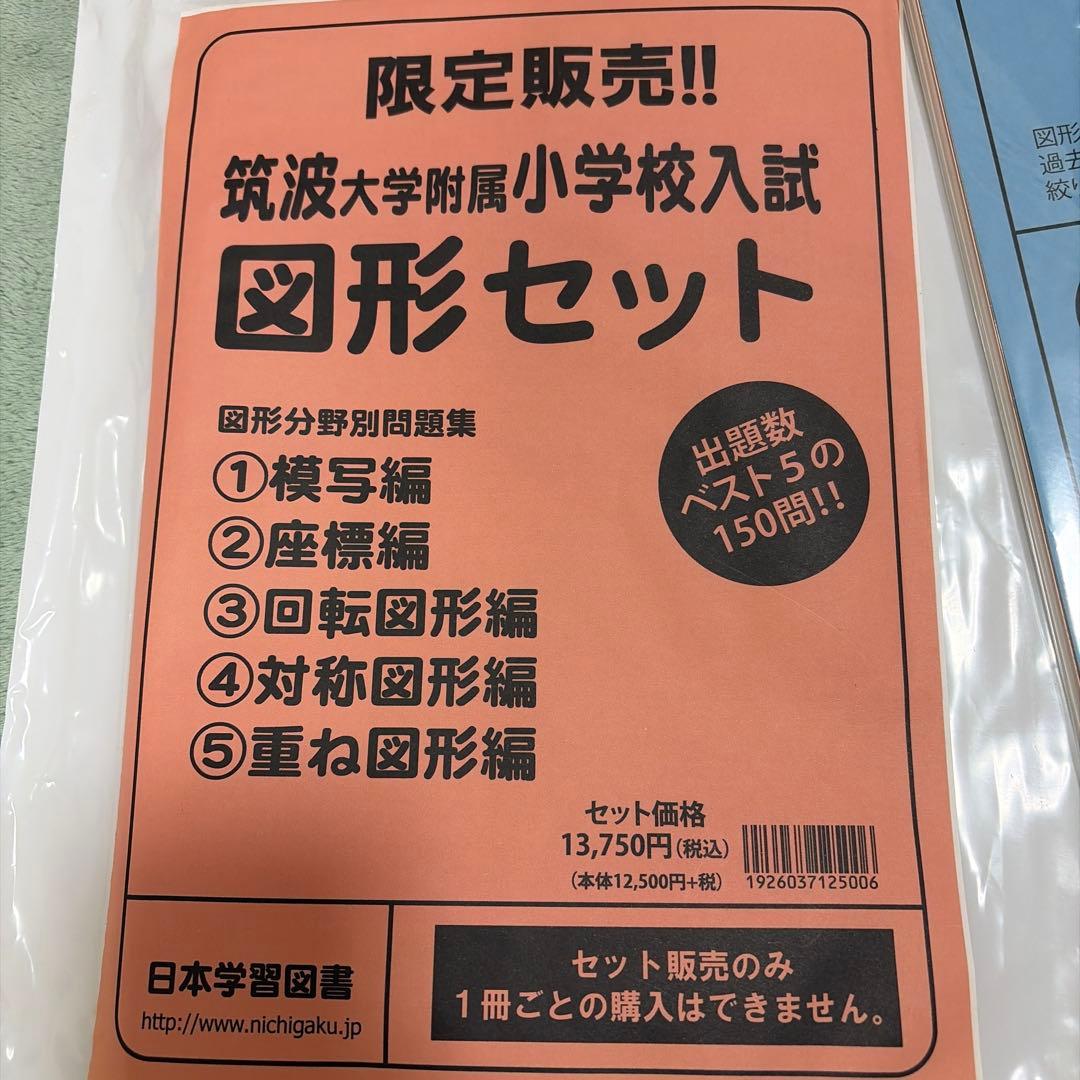 限定販売!!
筑波大学附属小学校入試
図形セット
図形分野別問題集
①模写編
②座標編
③回転図形編
④対称図形編
⑤重ね図形編
出題数
ベスト5の
150問!!
セット価格
13,750円(税込)
(本体12,500円+税)
1926037125006
日本学習図書
http://www.nichigaku.jp
セット販売のみ
1冊ごとの購入はできません。
図形
過去
絞り